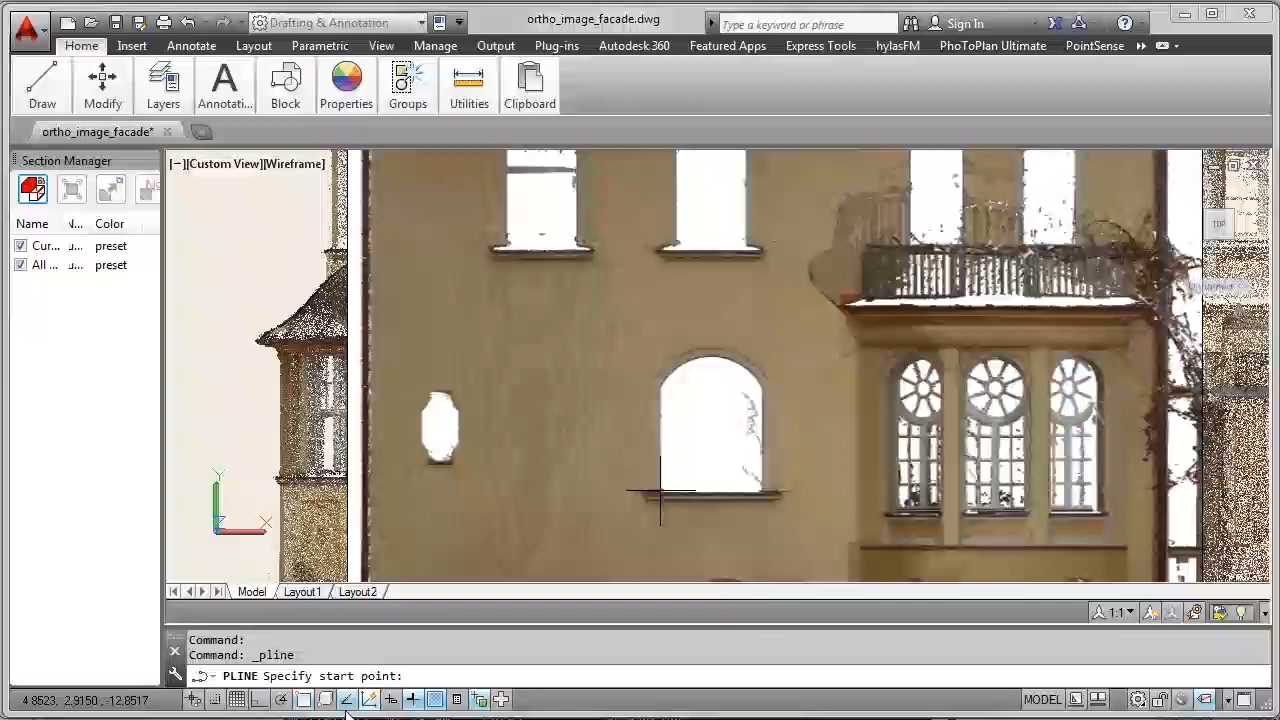 Drafting & Annotation
ortho_image_facade.dwg
Type a keyword or phrase
Sign In
Home Insert Annotate Layout Parametric View Manage Output Plug-ins Autodesk 360 Featured Apps Express Tools hylasFM PhoToPlan Ultimate PointSense
Draw Modify Layers Annotati... Block Properties Groups Utilities Clipboard
ortho_image_facade*
Section Manager
[−][Custom View][Wireframe]
TOP
Name ... Color
Cur... preset
All ... preset
Y
Z
X
Model Layout1 Layout2
1:1
Command:
Command: _pline
PLINE Specify start point:
4.8523, 2.9150, -12.8517
MODEL